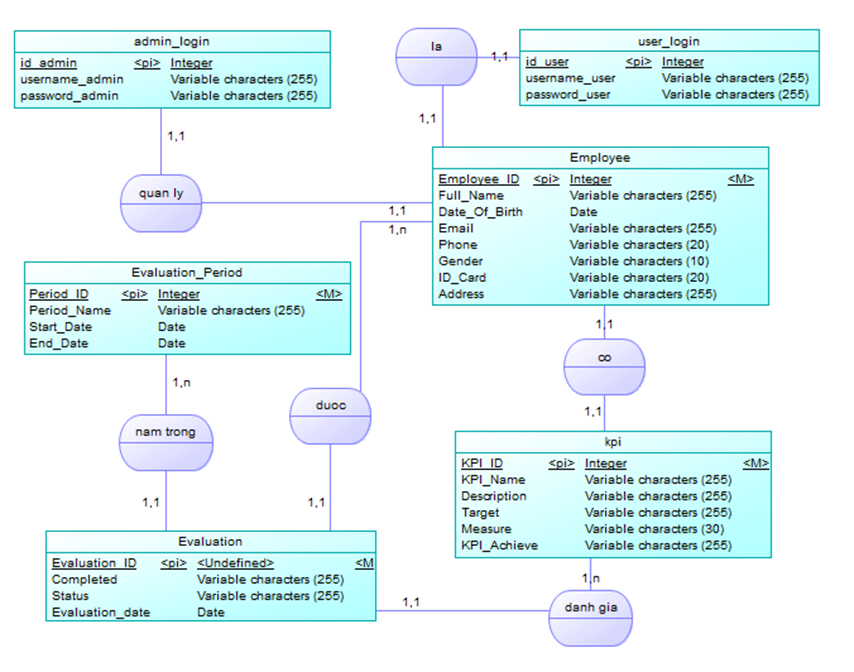 admin_login
id_admin <pi> Integer
username_admin Variable characters (255)
password_admin Variable characters (255)
la
1,1
user_login
id_user <pi> Integer
username_user Variable characters (255)
password_user Variable characters (255)
1,1
1,1
quan ly
1,1
1,n
Employee
Employee_ID <pi> Integer <M>
Full_Name Variable characters (255)
Date_Of_Birth Date
Email Variable characters (255)
Phone Variable characters (20)
Gender Variable characters (10)
ID_Card Variable characters (20)
Address Variable characters (255)
Evaluation_Period
Period_ID <pi> Integer <M>
Period_Name Variable characters (255)
Start_Date Date
End_Date Date
1,1
co
1,1
1,n
duoc
nam trong
1,1
1,1
kpi
KPI_ID <pi> Integer <M>
KPI_Name Variable characters (255)
Description Variable characters (255)
Target Variable characters (255)
Measure Variable characters (30)
KPI_Achieve Variable characters (255)
Evaluation
Evaluation_ID <pi> <Undefined> <M
Completed Variable characters (255)
Status Variable characters (255)
Evaluation_date Date
1,n
1,1
danh gia